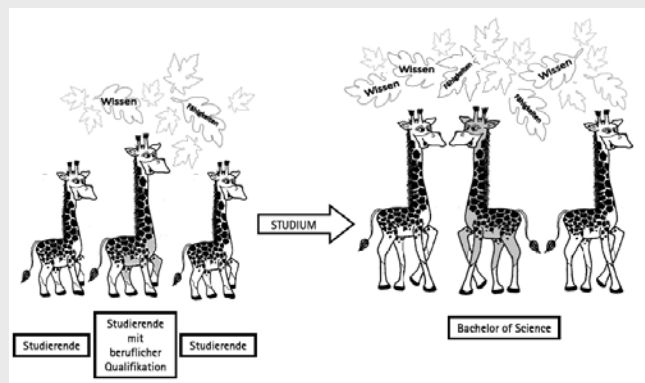 Wissen
Fähigkeiten
Wissen
Wissen
Fähigkeiten
Wissen
Fähigkeiten
STUDIUM
Studierende
Studierende
mit
beruflicher
Qualifikation
Studierende
Bachelor of Science